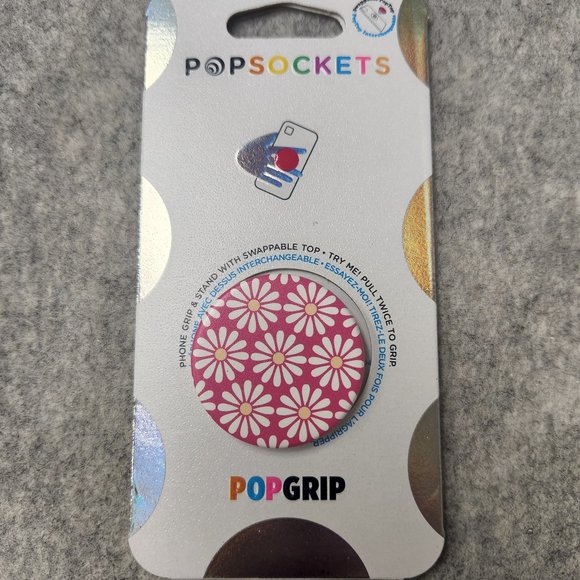 POPSOCKETS
PHONE GRIP & STAND WITH SWAPPABLE TOP • TRY ME! PULL TWICE TO GRIP
AVEC DESSUS INTERCHANGEABLE • ESSAYEZ-MOI! TIREZ-LE DEUX FOIS POUR L'AGRIPPER
POPGRIP